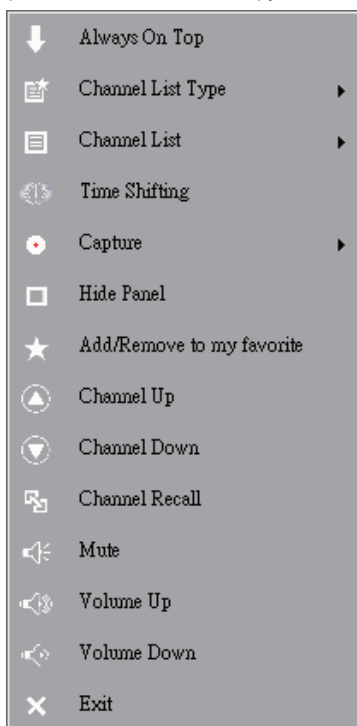 Always On Top
Channel List Type
Channel List
Time Shifting
Capture
Hide Panel
Add/Remove to my favorite
Channel Up
Channel Down
Channel Recall
Mute
Volume Up
Volume Down
Exit